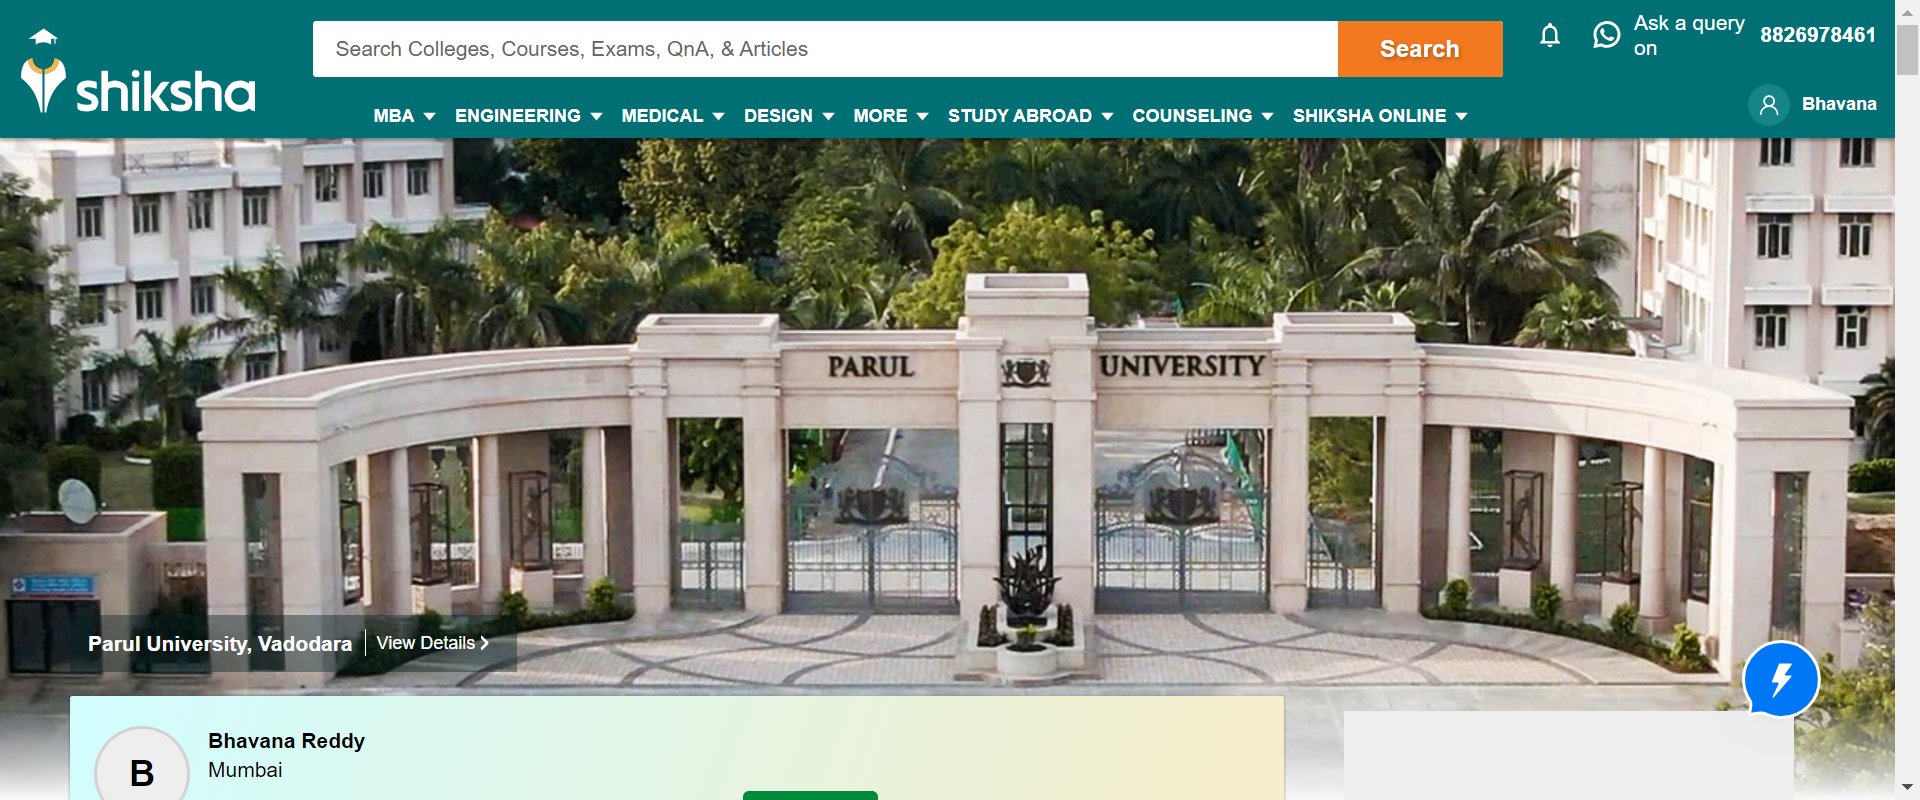 shiksha
Search Colleges, Courses, Exams, QnA, & Articles
Search
Ask a query on
8826978461
MBA
ENGINEERING
MEDICAL
DESIGN
MORE
STUDY ABROAD
COUNSELING
SHIKSHA ONLINE
Bhavana
PARUL UNIVERSITY
Parul University, Vadodara
View Details
B
Bhavana Reddy
Mumbai